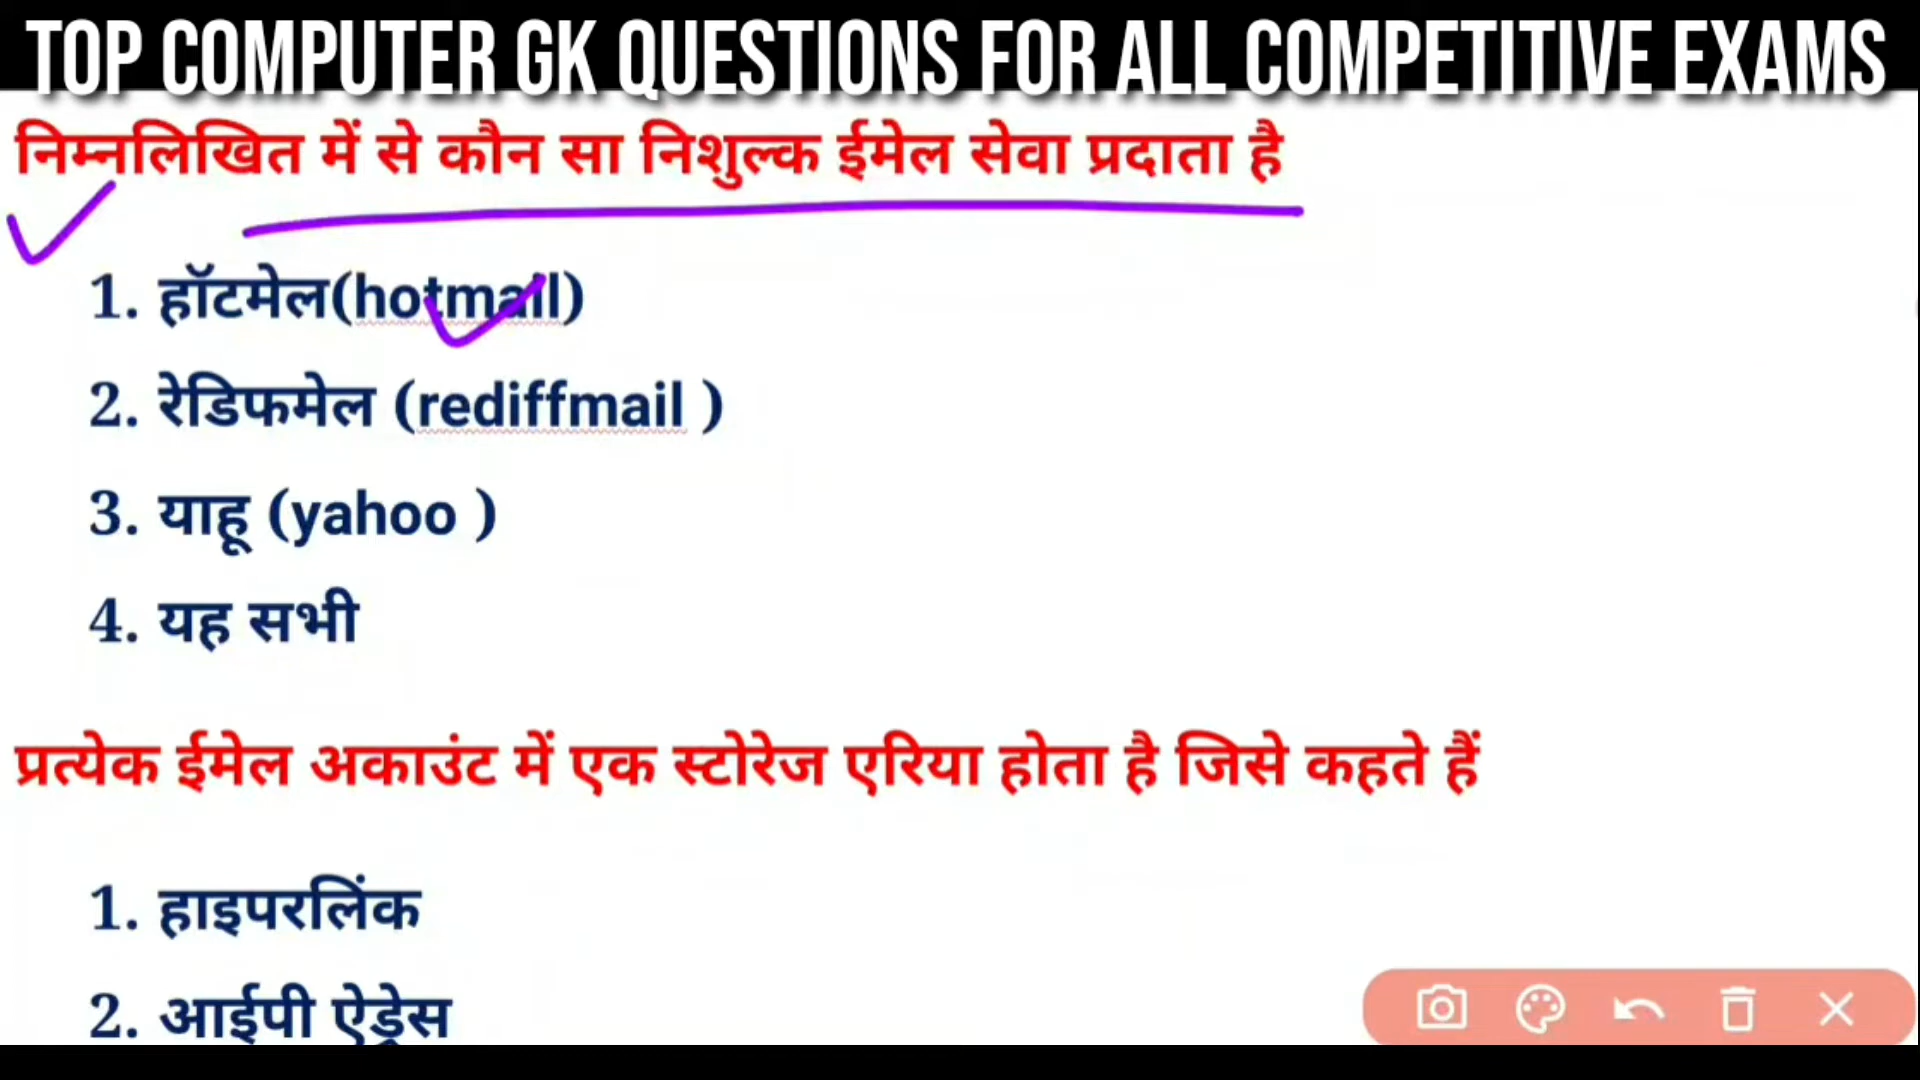 TOP COMPUTER GK QUESTIONS FOR ALL COMPETITIVE EXAMS
निम्नलिखित में से कौन सा निशुल्क ईमेल सेवा प्रदाता है
1. हॉटमेल(hotmail)
2. रेडिफमेल (rediffmail )
3. याहू (yahoo )
4. यह सभी
प्रत्येक ईमेल अकाउंट में एक स्टोरेज एरिया होता है जिसे कहते हैं
1. हाइपरलिंक
2. आईपी ऐड्रेस